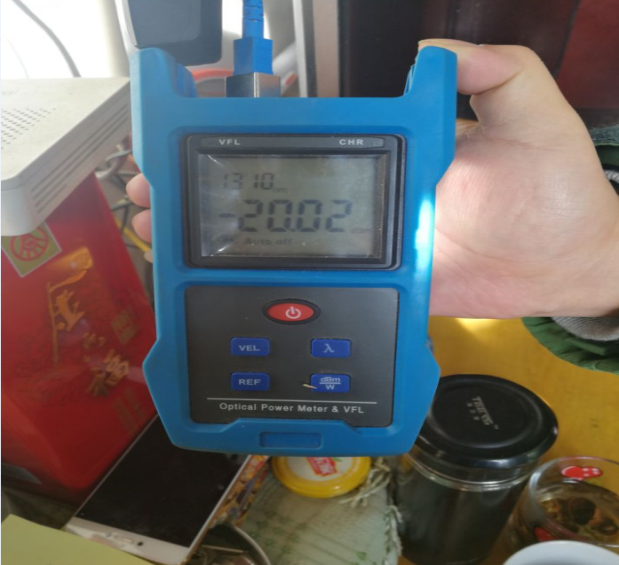 VFL CHR
1310
-20.02
VEL λ
REF dBm/W
Optical Power Meter & VFL